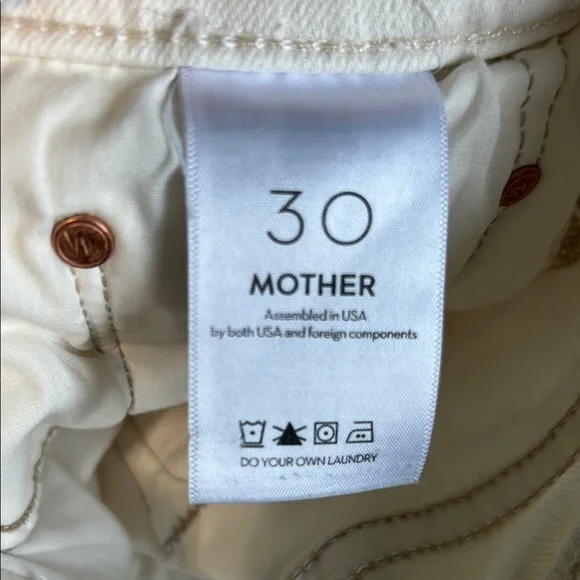 30
MOTHER
Assembled in USA
by both USA and foreign components
DO YOUR OWN LAUNDRY